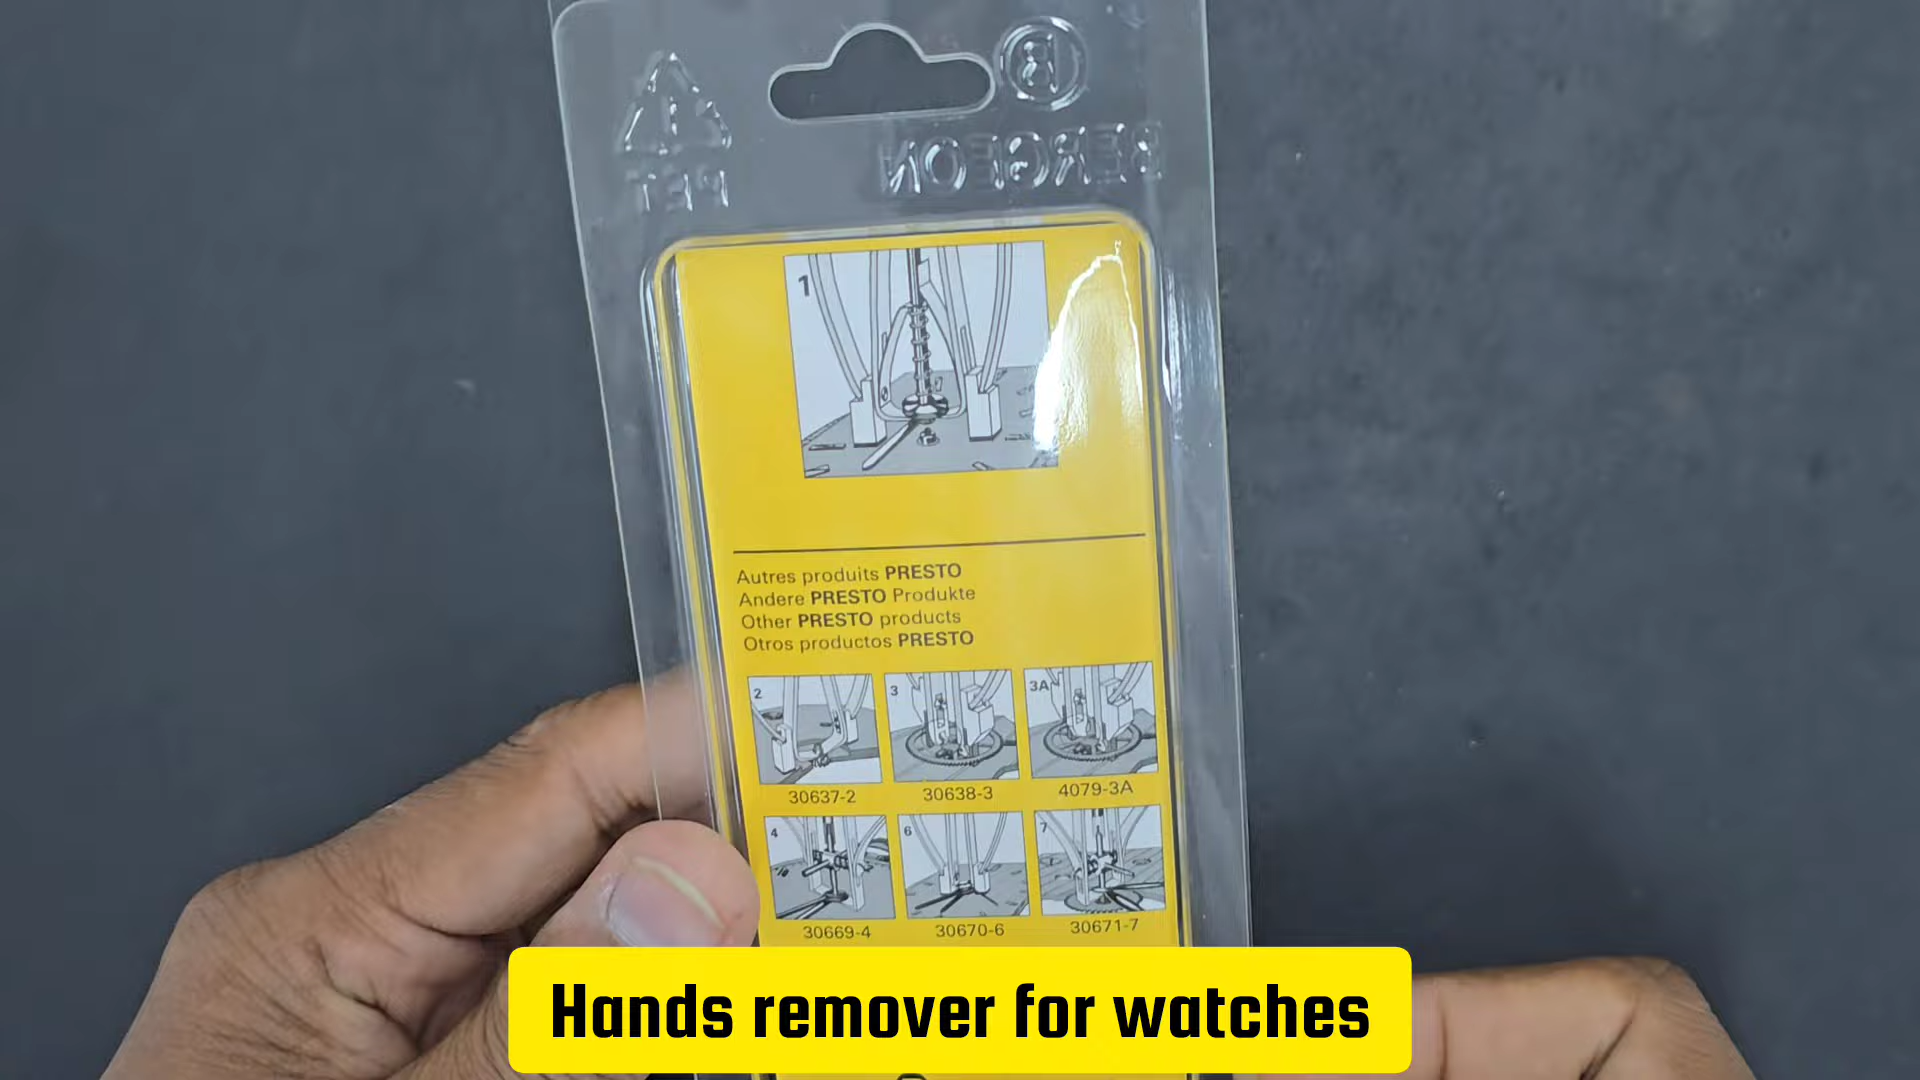 BERGEON
PET
1
Autres produits PRESTO
Andere PRESTO Produkte
Other PRESTO products
Otros productos PRESTO
2 3 3A
30637-2 30638-3 4079-3A
4 6 7
30669-4 30670-6 30671-7
Hands remover for watches